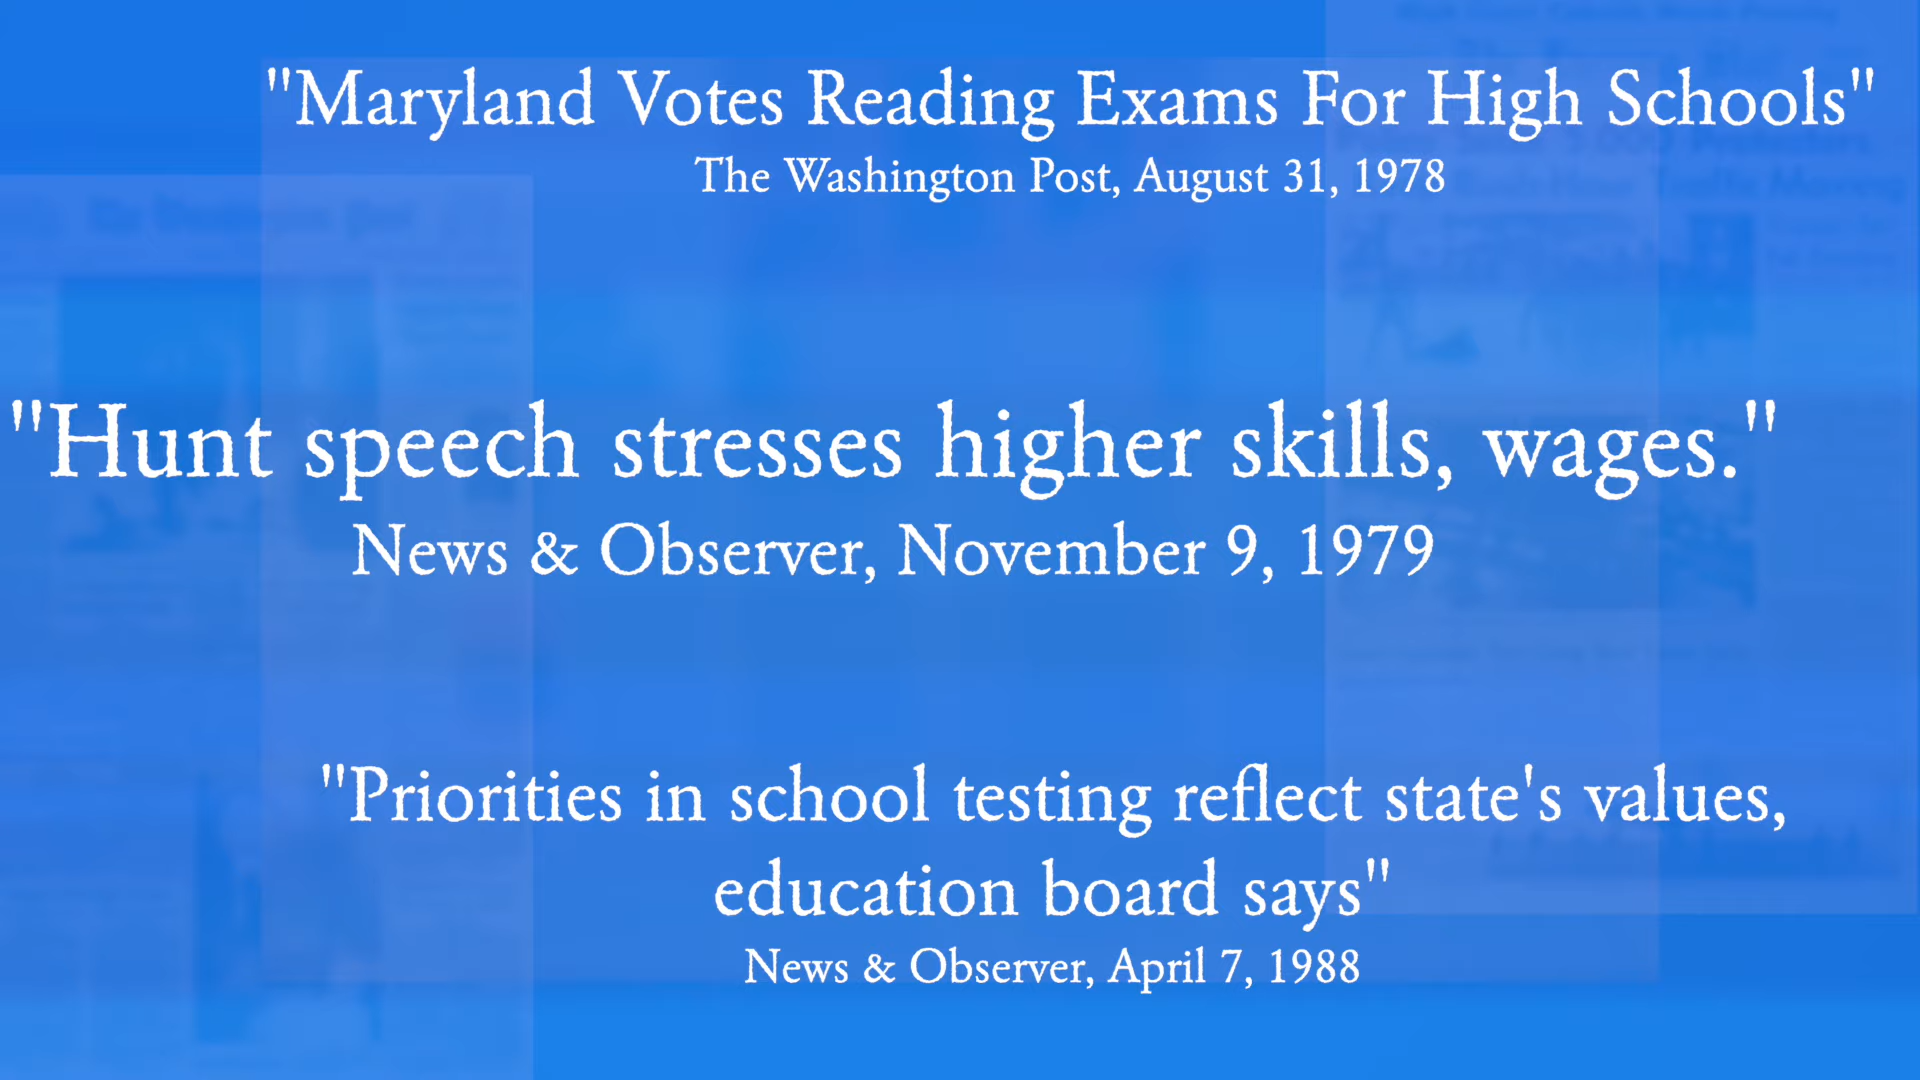 "Maryland Votes Reading Exams For High Schools"
The Washington Post, August 31, 1978
"Hunt speech stresses higher skills, wages."
News & Observer, November 9, 1979
"Priorities in school testing reflect state's values,
education board says"
News & Observer, April 7, 1988